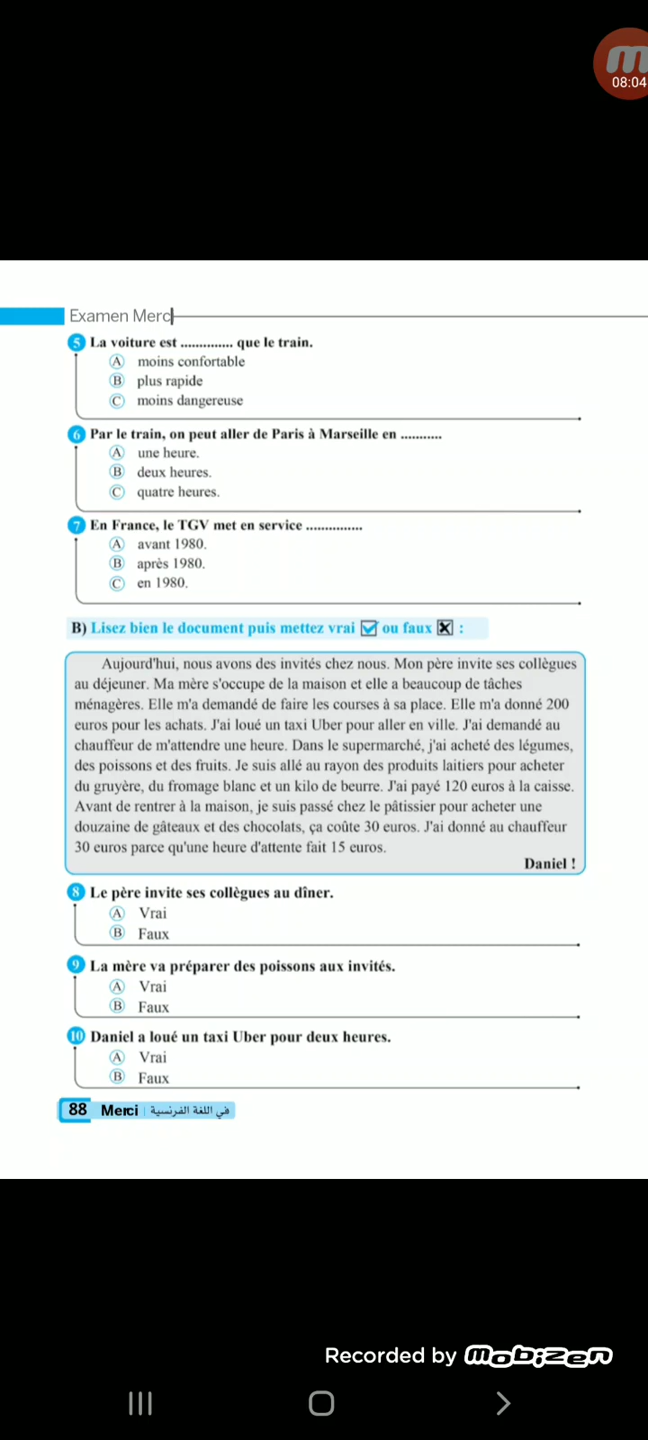 08:04
Examen Merci
5 La voiture est .............. que le train.
A moins confortable
B plus rapide
C moins dangereuse
6 Par le train, on peut aller de Paris à Marseille en ...........
A une heure.
B deux heures.
C quatre heures.
7 En France, le TGV met en service ...............
A avant 1980.
B après 1980.
C en 1980.
B) Lisez bien le document puis mettez vrai ☑ ou faux ☒ :
Aujourd'hui, nous avons des invités chez nous. Mon père invite ses collègues
au déjeuner. Ma mère s'occupe de la maison et elle a beaucoup de tâches
ménagères. Elle m'a demandé de faire les courses à sa place. Elle m'a donné 200
euros pour les achats. J'ai loué un taxi Uber pour aller en ville. J'ai demandé au
chauffeur de m'attendre une heure. Dans le supermarché, j'ai acheté des légumes,
des poissons et des fruits. Je suis allé au rayon des produits laitiers pour acheter
du gruyère, du fromage blanc et un kilo de beurre. J'ai payé 120 euros à la caisse.
Avant de rentrer à la maison, je suis passé chez le pâtissier pour acheter une
douzaine de gâteaux et des chocolats, ça coûte 30 euros. J'ai donné au chauffeur
30 euros parce qu'une heure d'attente fait 15 euros.
Daniel !
8 Le père invite ses collègues au dîner.
A Vrai
B Faux
9 La mère va préparer des poissons aux invités.
A Vrai
B Faux
10 Daniel a loué un taxi Uber pour deux heures.
A Vrai
B Faux
88 Merci | في اللغة الفرنسية
Recorded by Mobizen